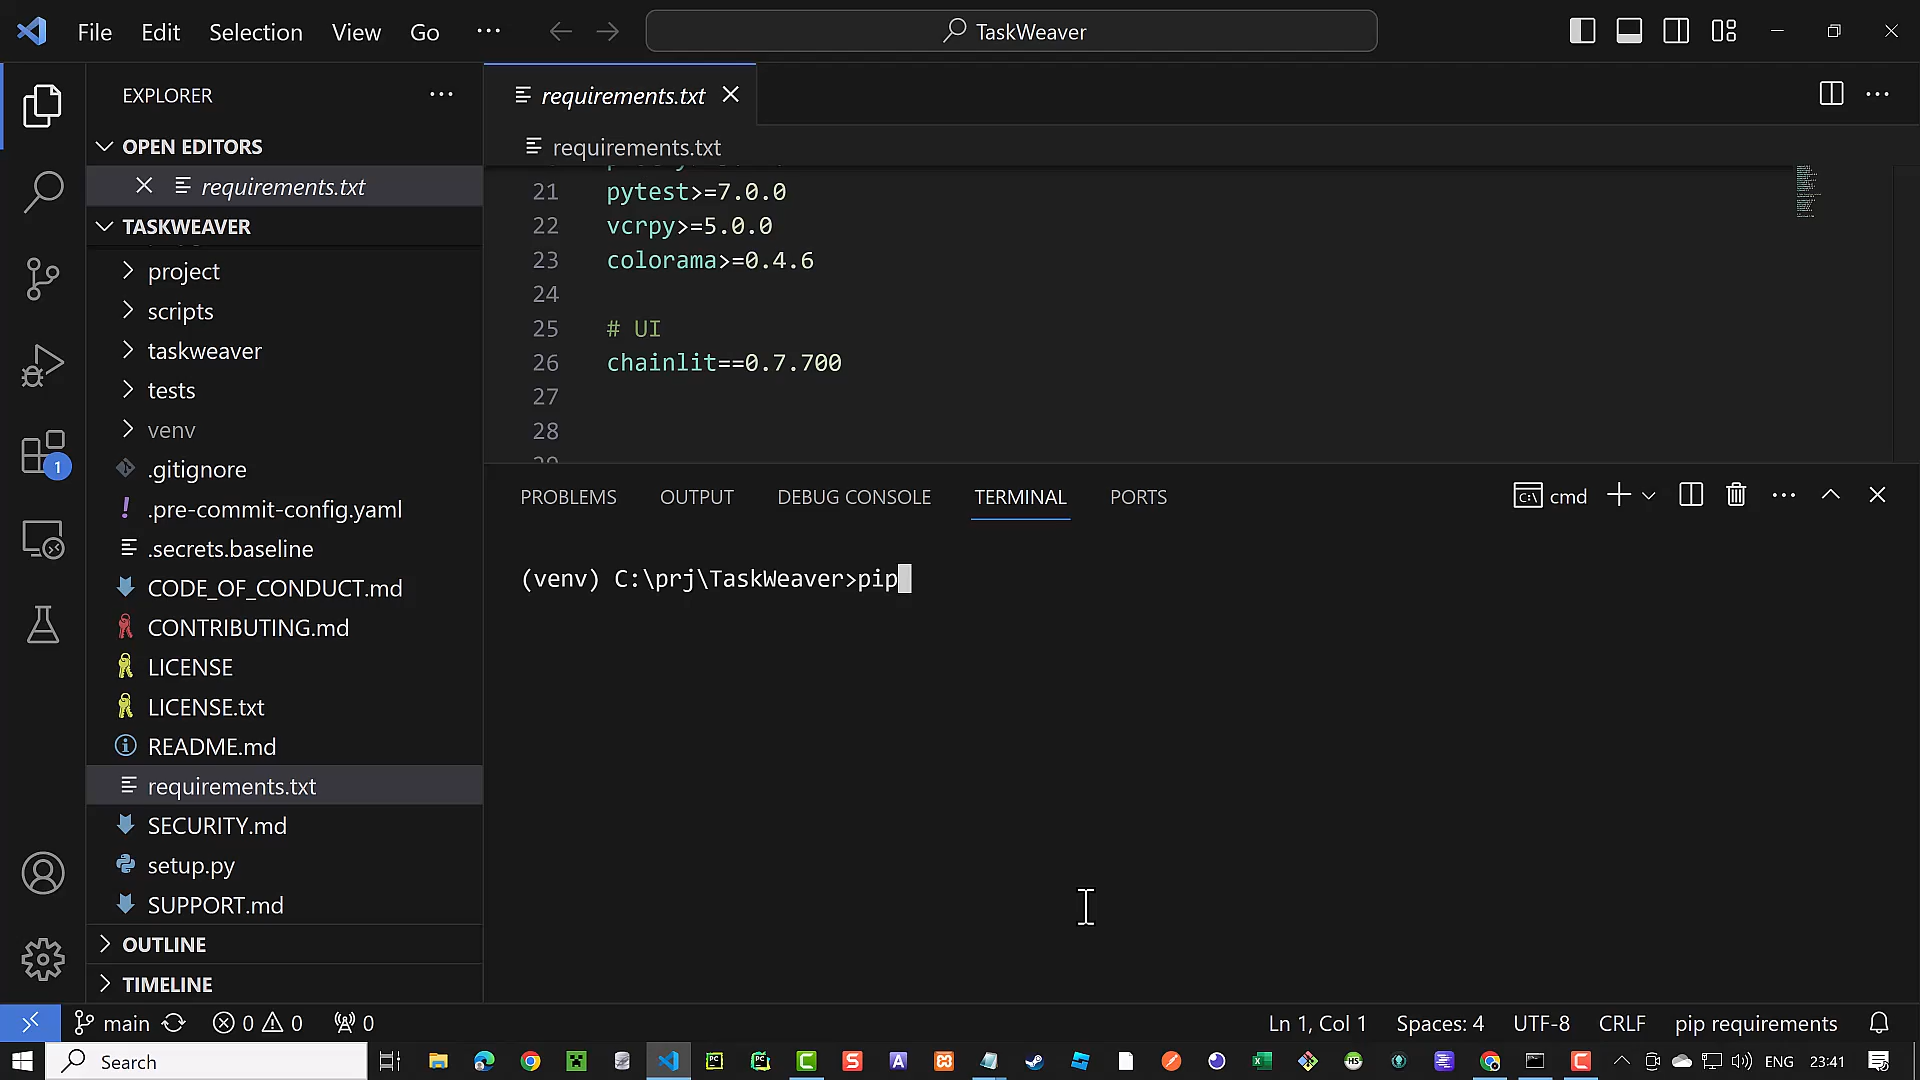 File Edit Selection View Go ··· TaskWeaver
EXPLORER ···
OPEN EDITORS
requirements.txt
TASKWEAVER
project
scripts
taskweaver
tests
venv
.gitignore
.pre-commit-config.yaml
.secrets.baseline
CODE_OF_CONDUCT.md
CONTRIBUTING.md
LICENSE
LICENSE.txt
README.md
requirements.txt
SECURITY.md
setup.py
SUPPORT.md
OUTLINE
TIMELINE
1
requirements.txt
requirements.txt
21 pytest>=7.0.0
22 vcrpy>=5.0.0
23 colorama>=0.4.6
24
25 # UI
26 chainlit==0.7.700
27
28
PROBLEMS OUTPUT DEBUG CONSOLE TERMINAL PORTS cmd
(venv) C:\prj\TaskWeaver>pip
main 0 0 0 Ln 1, Col 1 Spaces: 4 UTF-8 CRLF pip requirements
Search ENG 23:41